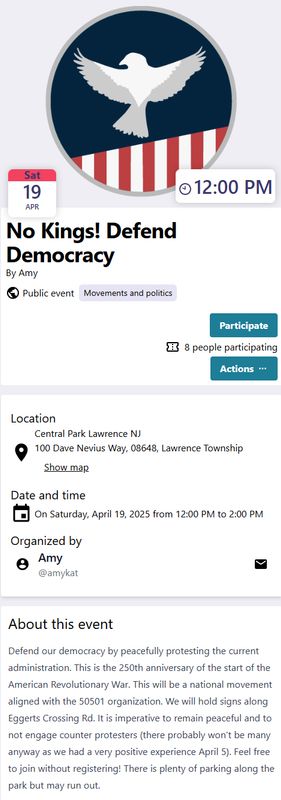 Sat
19
APR
12:00 PM
No Kings! Defend
Democracy
By Amy
Public event Movements and politics
Participate
8 people participating
Actions ···
Location
Central Park Lawrence NJ
100 Dave Nevius Way, 08648, Lawrence Township
Show map
Date and time
On Saturday, April 19, 2025 from 12:00 PM to 2:00 PM
Organized by
Amy
@amykat
About this event
Defend our democracy by peacefully protesting the current
administration. This is the 250th anniversary of the start of the
American Revolutionary War. This will be a national movement
aligned with the 50501 organization. We will hold signs along
Eggerts Crossing Rd. It is imperative to remain peaceful and to
not engage counter protesters (there probably won't be many
anyway as we had a very positive experience April 5). Feel free
to join without registering! There is plenty of parking along the
park but may run out.